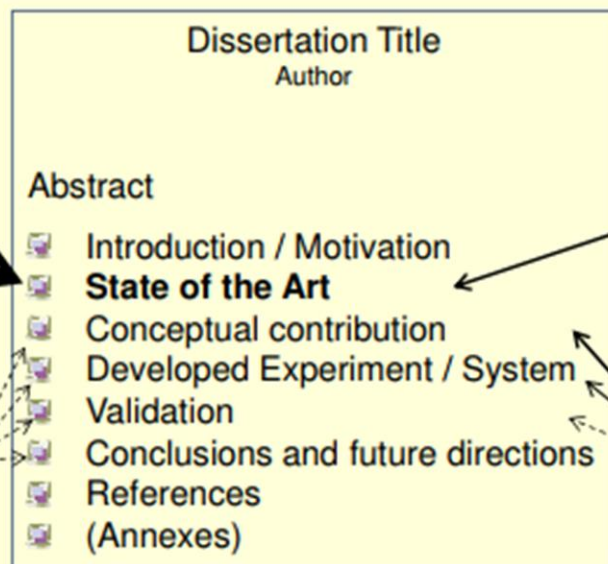 Dissertation Title
Author
Abstract
Introduction / Motivation
State of the Art
Conceptual contribution
Developed Experiment / System
Validation
Conclusions and future directions
References
(Annexes)